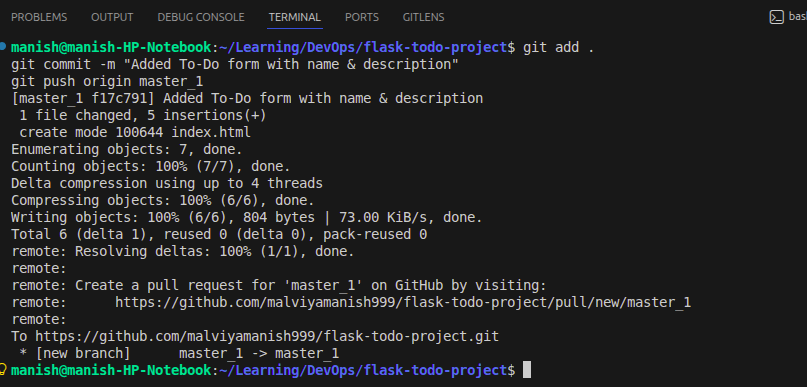 PROBLEMS OUTPUT DEBUG CONSOLE TERMINAL PORTS GITLENS
manish@manish-HP-Notebook:~/Learning/DevOps/flask-todo-project$ git add .
git commit -m "Added To-Do form with name & description"
git push origin master_1
[master_1 f17c791] Added To-Do form with name & description
 1 file changed, 5 insertions(+)
 create mode 100644 index.html
Enumerating objects: 7, done.
Counting objects: 100% (7/7), done.
Delta compression using up to 4 threads
Compressing objects: 100% (6/6), done.
Writing objects: 100% (6/6), 804 bytes | 73.00 KiB/s, done.
Total 6 (delta 1), reused 0 (delta 0), pack-reused 0
remote: Resolving deltas: 100% (1/1), done.
remote:
remote: Create a pull request for 'master_1' on GitHub by visiting:
remote:      https://github.com/malviyamanish999/flask-todo-project/pull/new/master_1
remote:
To https://github.com/malviyamanish999/flask-todo-project.git
 * [new branch]      master_1 -> master_1
manish@manish-HP-Notebook:~/Learning/DevOps/flask-todo-project$